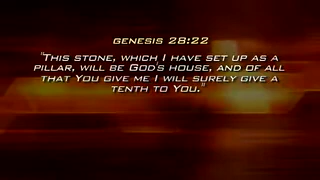 GENESIS 28:22
"THIS STONE, WHICH I HAVE SET UP AS A
PILLAR, WILL BE GOD'S HOUSE, AND OF ALL
THAT YOU GIVE ME I WILL SURELY GIVE A
TENTH TO YOU."